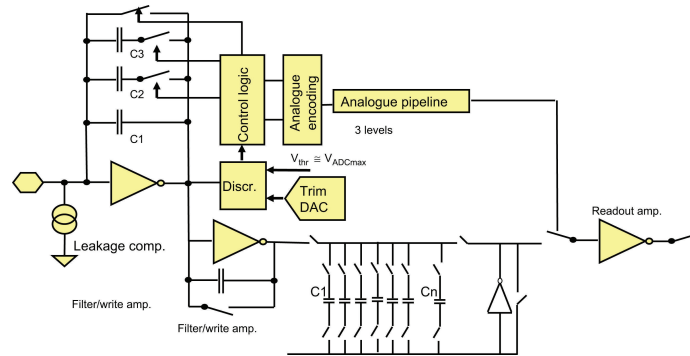 C3
C2
C1
Control logic
Analogue
encoding
Analogue pipeline
3 levels
Vthr ≅ VADCmax
Discr.
Trim
DAC
Leakage comp.
Readout amp.
C1
Cn
Filter/write amp.
Filter/write amp.